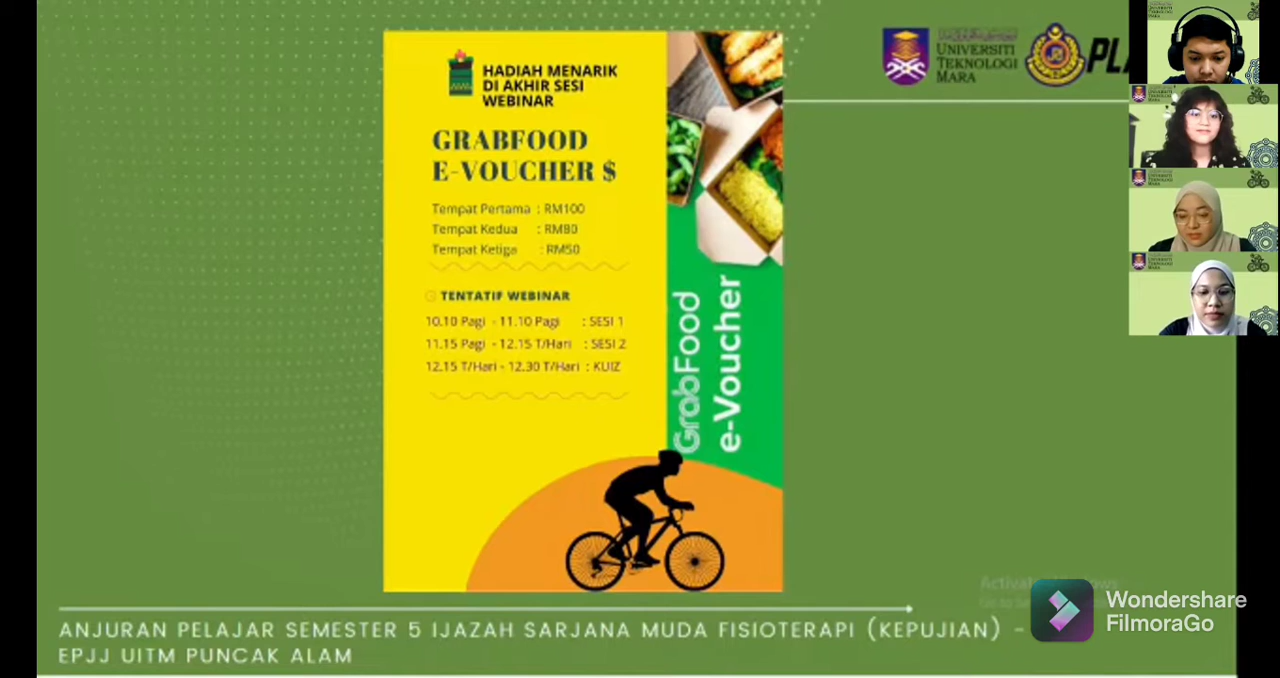 HADIAH MENARIK
DI AKHIR SESI
WEBINAR
GRABFOOD
E-VOUCHER $
Tempat Pertama : RM100
Tempat Kedua : RM80
Tempat Ketiga : RM50
TENTATIF WEBINAR
10.10 Pagi - 11.10 Pagi : SESI 1
11.15 Pagi - 12.15 T/Hari : SESI 2
12.15 T/Hari - 12.30 T/Hari : KUIZ
GrabFood
e-Voucher
UNIVERSITI
TEKNOLOGI
MARA
Wondershare
FilmoraGo
ANJURAN PELAJAR SEMESTER 5 IJAZAH SARJANA MUDA FISIOTERAPI (KEPUJIAN) -
EPJJ UITM PUNCAK ALAM